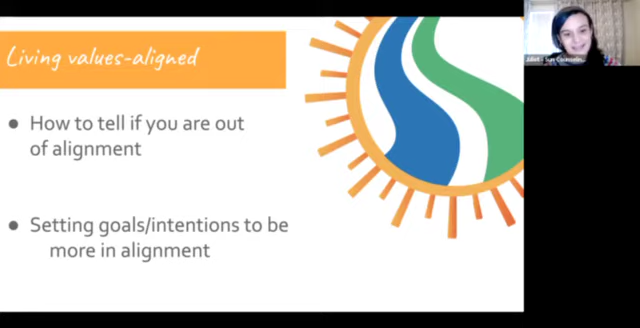 Living values-aligned
● How to tell if you are out
of alignment
● Setting goals/intentions to be
more in alignment